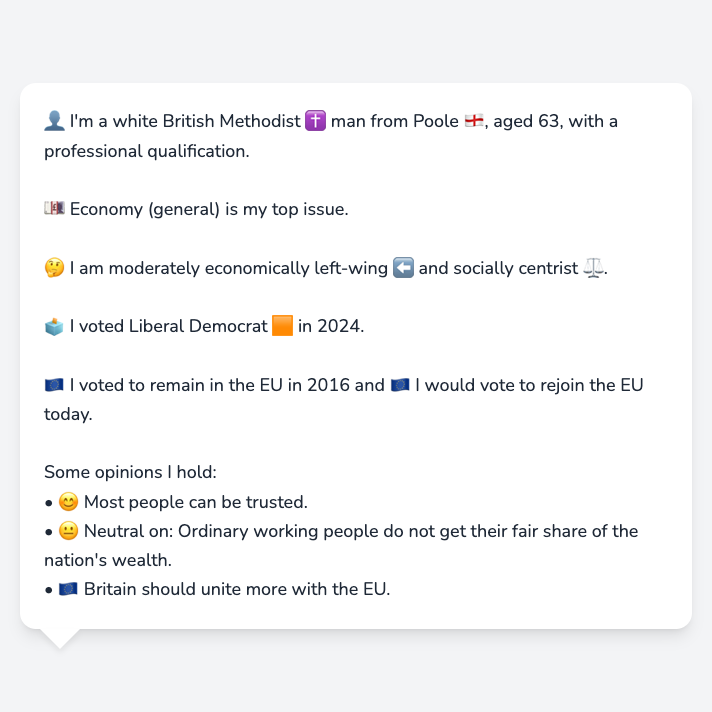 👤 I'm a white British Methodist ✝️ man from Poole 🏴󠁧󠁢󠁥󠁮󠁧󠁿, aged 63, with a
professional qualification.
💷 Economy (general) is my top issue.
🤔 I am moderately economically left-wing ⬅️ and socially centrist ⚖️.
🗳️ I voted Liberal Democrat 🟧 in 2024.
🇪🇺 I voted to remain in the EU in 2016 and 🇪🇺 I would vote to rejoin the EU
today.
Some opinions I hold:
• 😊 Most people can be trusted.
• 😐 Neutral on: Ordinary working people do not get their fair share of the
nation's wealth.
• 🇪🇺 Britain should unite more with the EU.